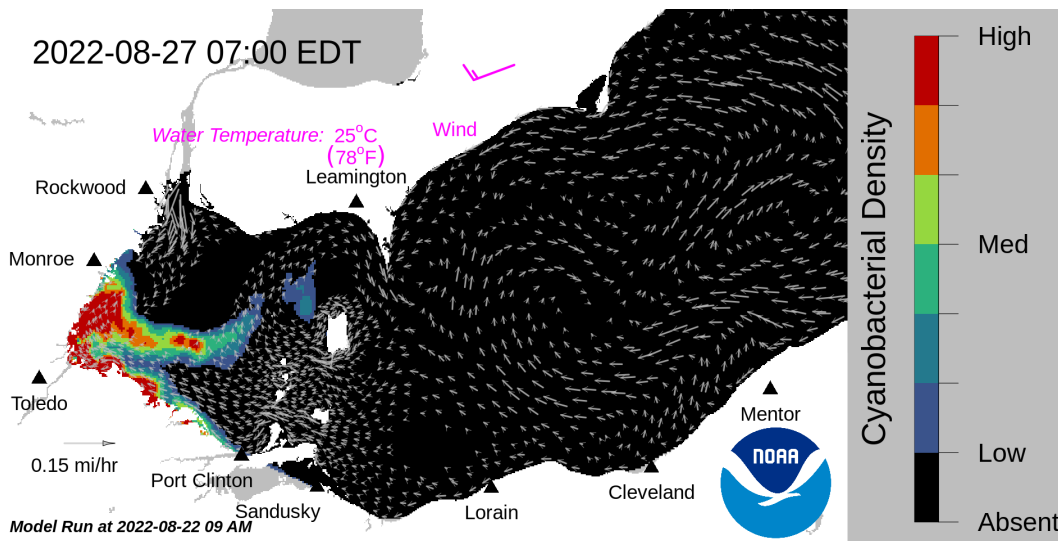 2022-08-27 07:00 EDT
Water Temperature: 25°C
(78°F)
Wind
Leamington
Rockwood
Monroe
Toledo
0.15 mi/hr
Port Clinton
Sandusky
Lorain
Cleveland
Mentor
NOAA
Model Run at 2022-08-22 09 AM
Cyanobacterial Density
High
Med
Low
Absent